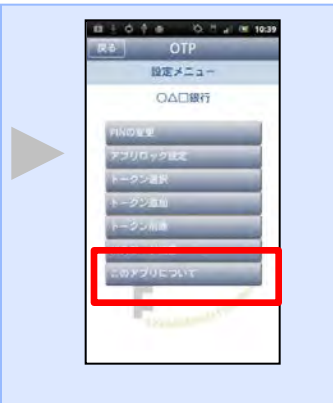 10:39
戻る
OTP
設定メニュー
〇△□銀行
PINの変更
アプリロック設定
トークン選択
トークン追加
トークン削除
このアプリについて